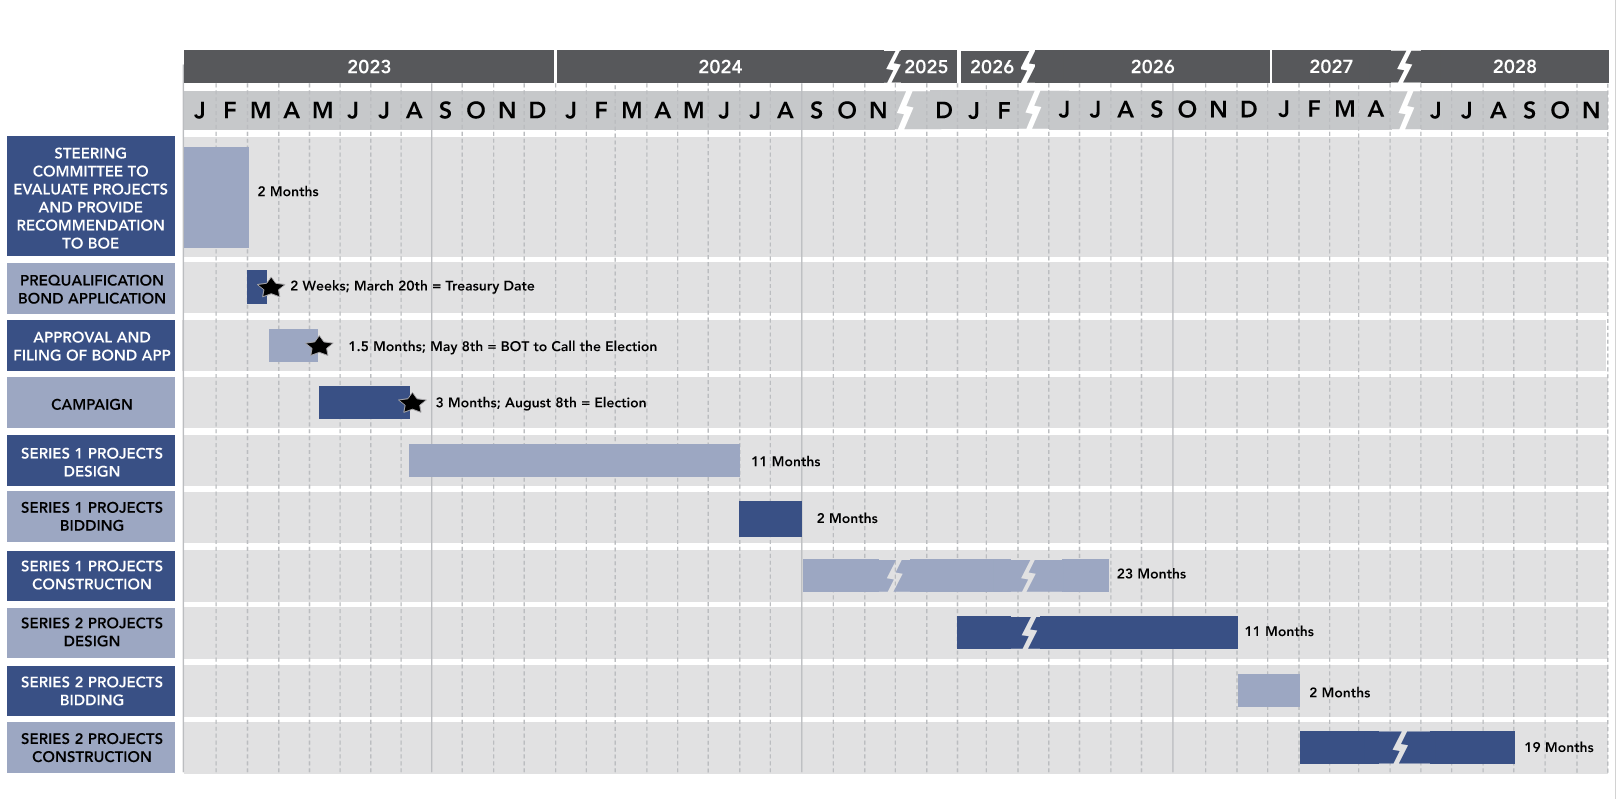 2023 2024 2025 2026 2026 2027 2028
J F M A M J J A S O N D J F M A M J J A S O N D J F J J A S O N D J F M A J J A S O N
STEERING
COMMITTEE TO
EVALUATE PROJECTS
AND PROVIDE
RECOMMENDATION
TO BOE
2 Months
PREQUALIFICATION
BOND APPLICATION
2 Weeks; March 20th = Treasury Date
APPROVAL AND
FILING OF BOND APP
1.5 Months; May 8th = BOT to Call the Election
CAMPAIGN
3 Months; August 8th = Election
SERIES 1 PROJECTS
DESIGN
11 Months
SERIES 1 PROJECTS
BIDDING
2 Months
SERIES 1 PROJECTS
CONSTRUCTION
23 Months
SERIES 2 PROJECTS
DESIGN
11 Months
SERIES 2 PROJECTS
BIDDING
2 Months
SERIES 2 PROJECTS
CONSTRUCTION
19 Months